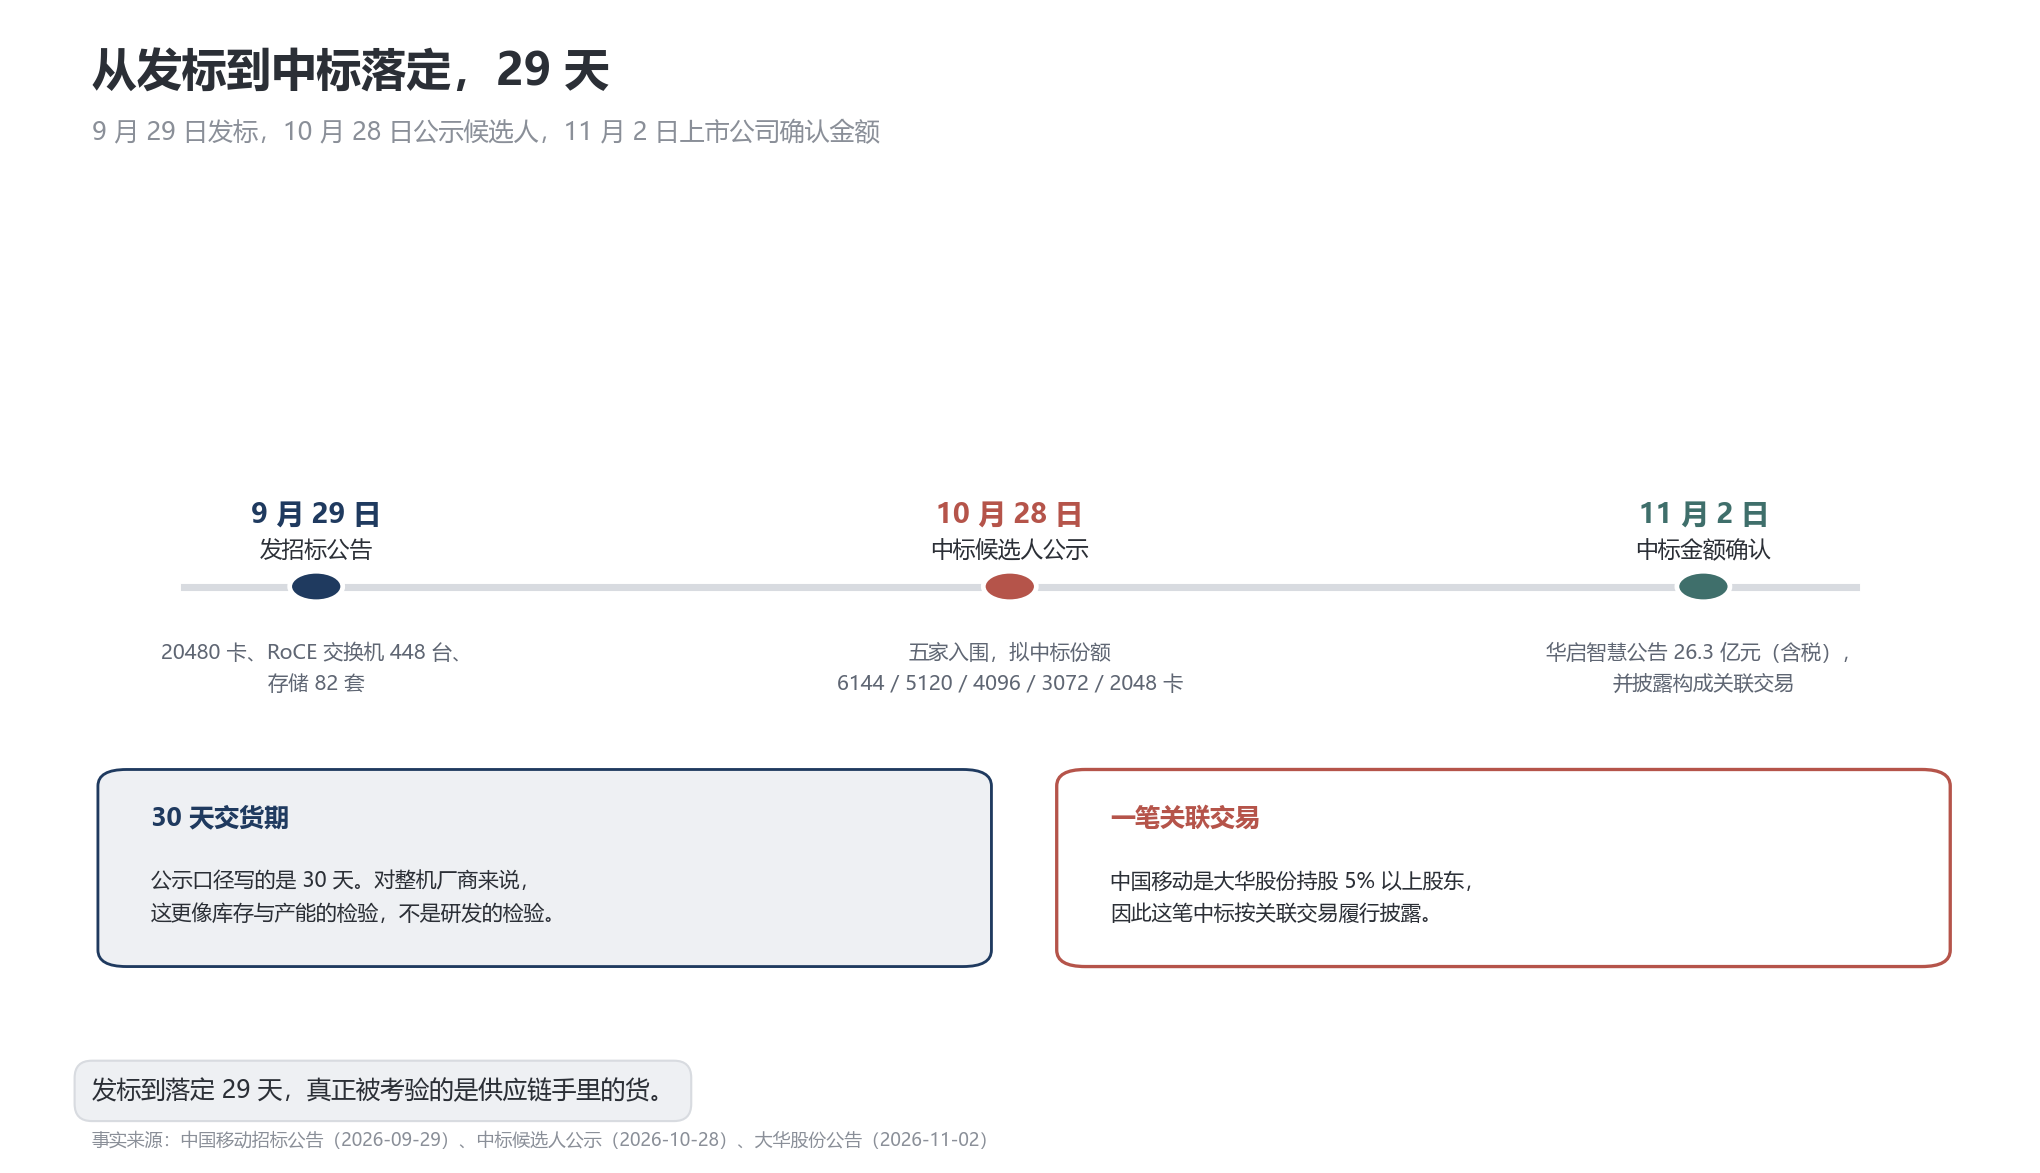 从发标到中标落定，29 天
9 月 29 日发标，10 月 28 日公示候选人，11 月 2 日上市公司确认金额
9 月 29 日
发招标公告
20480 卡、RoCE 交换机 448 台、
存储 82 套
10 月 28 日
中标候选人公示
五家入围，拟中标份额
6144 / 5120 / 4096 / 3072 / 2048 卡
11 月 2 日
中标金额确认
华启智慧公告 26.3 亿元（含税），
并披露构成关联交易
30 天交货期
公示口径写的是 30 天。对整机厂商来说，
这更像库存与产能的检验，不是研发的检验。
一笔关联交易
中国移动是大华股份持股 5% 以上股东，
因此这笔中标按关联交易履行披露。
发标到落定 29 天，真正被考验的是供应链手里的货。
事实来源：中国移动招标公告（2026-09-29）、中标候选人公示（2026-10-28）、大华股份公告（2026-11-02）